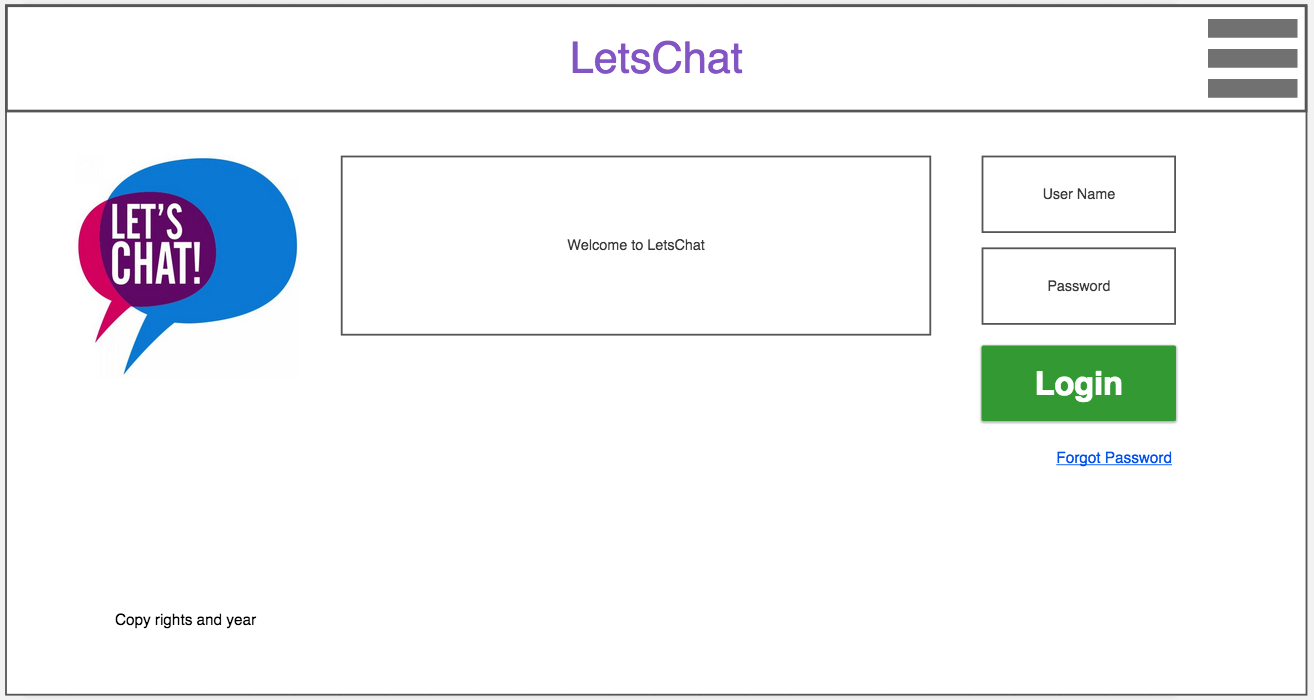 LetsChat
LET'S
CHAT!
Welcome to LetsChat
User Name
Password
Login
Forgot Password
Copy rights and year